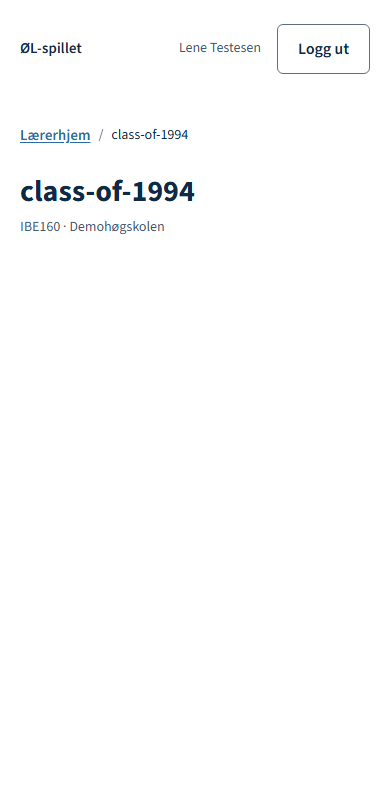 ØL-spillet Lene Testesen Logg ut
Lærerhjem / class-of-1994
class-of-1994
IBE160 · Demohøgskolen